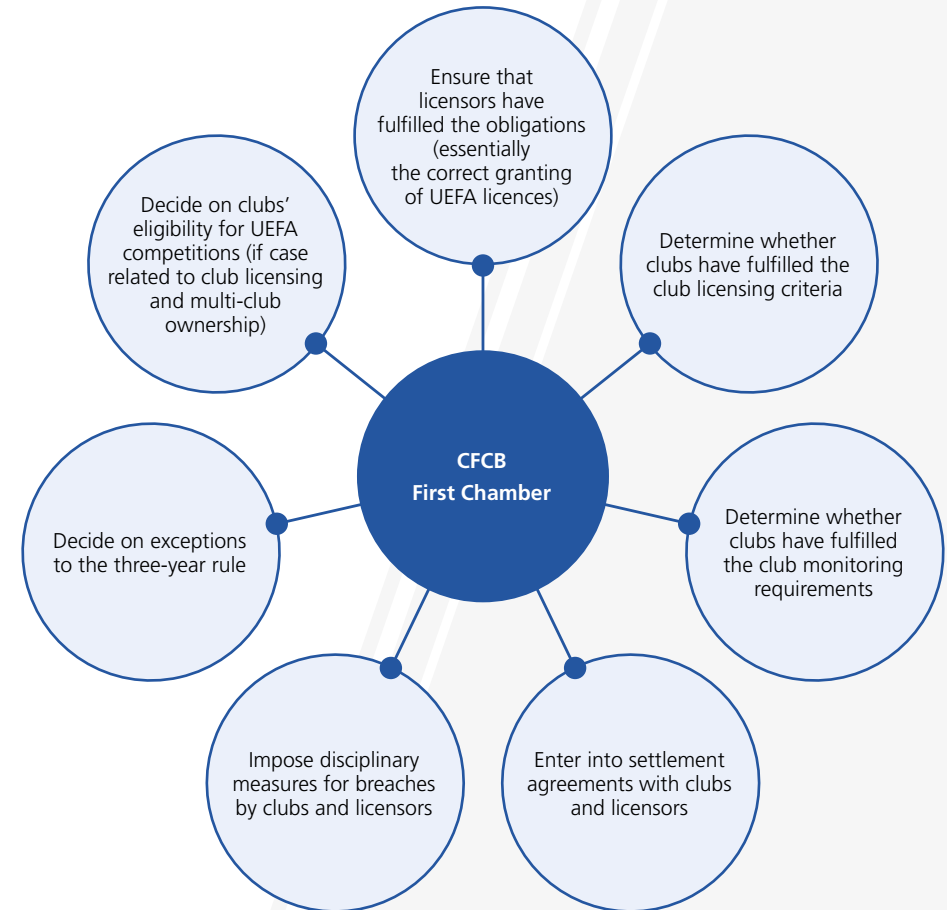 Ensure that
licensors have
fulfilled the obligations
(essentially
the correct granting
of UEFA licences)
Determine whether
clubs have fulfilled the
club licensing criteria
Determine whether
clubs have fulfilled
the club monitoring
requirements
Enter into settlement
agreements with clubs
and licensors
Impose disciplinary
measures for breaches
by clubs and licensors
Decide on exceptions
to the three-year rule
Decide on clubs’
eligibility for UEFA
competitions (if case
related to club licensing
and multi-club
ownership)
CFCB
First Chamber